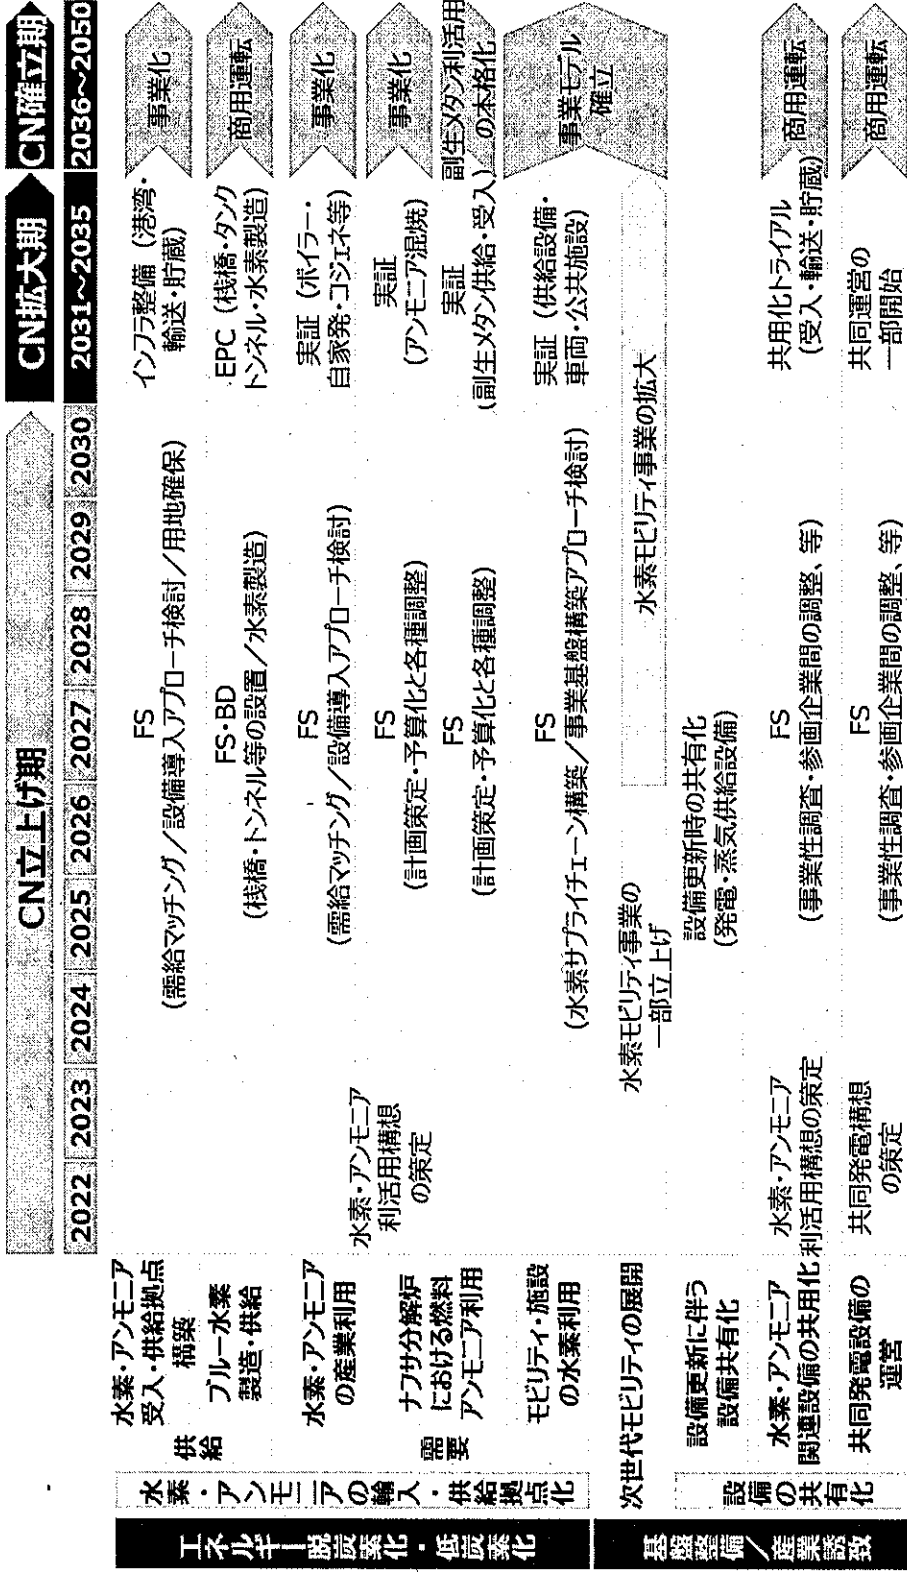 CN立上げ期
CN拡大期
CN確立期
2022
2023
2024
2025
2026
2027
2028
2029
2030
2031～2035
2036～2050
エネルギー脱炭素化・低炭素化
水素・アンモニアの輸入・供給拠点化
供給
水素・アンモニア
受入・供給拠点
構築
FS
(需給マッチング／設備導入アプローチ検討／用地確保)
インフラ整備（港湾・
輸送・貯蔵）
事業化
ブルー水素
製造・供給
FS・BD
(桟橋・トンネル等の設置／水素製造)
EPC（桟橋・タンク
トンネル・水素製造）
商用運転
需要
水素・アンモニア
の産業利用
水素・アンモニア
利活用構想
の策定
FS
(需給マッチング／設備導入アプローチ検討)
実証（ボイラー・
自家発・コジェネ等）
事業化
ナフサ分解炉
における燃料
アンモニア利用
FS
(計画策定・予算化と各種調整)
実証
(アンモニア混焼)
事業化
FS
(計画策定・予算化と各種調整)
実証
(副生メタン供給・受入)
副生メタン利活用
の本格化
モビリティ・施設
の水素利用
FS
(水素サプライチェーン構築／事業基盤構築アプローチ検討)
実証（供給設備・
車両・公共施設）
事業モデル
確立
基盤整備／産業誘致
次世代モビリティの展開
水素モビリティ事業の
一部立上げ
水素モビリティ事業の拡大
設備の共有化
設備更新に伴う
設備共有化
設備更新時の共有化
(発電・蒸気供給設備)
水素・アンモニア
関連設備の共用化
水素・アンモニア
利活用構想の策定
FS
(事業性調査・参画企業間の調整、等)
共用化トライアル
(受入・輸送・貯蔵)
商用運転
共同発電設備の
運営
共同発電構想
の策定
FS
(事業性調査・参画企業間の調整、等)
共同運営の
一部開始
商用運転